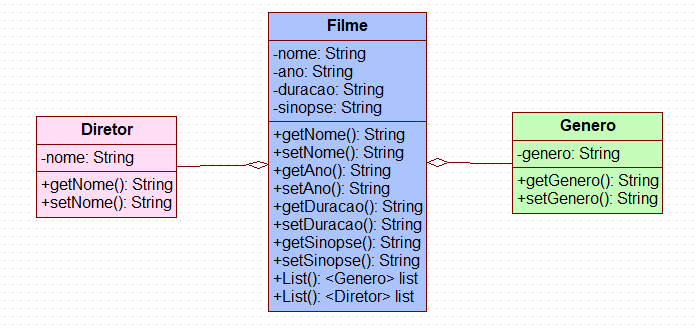 Diretor
-nome: String
+getNome(): String
+setNome(): String
Filme
-nome: String
-ano: String
-duracao: String
-sinopse: String
+getNome(): String
+setNome(): String
+getAno(): String
+setAno(): String
+getDuracao(): String
+setDuracao(): String
+getSinopse(): String
+setSinopse(): String
+List(): <Genero> list
+List(): <Diretor> list
Genero
-genero: String
+getGenero(): String
+setGenero(): String